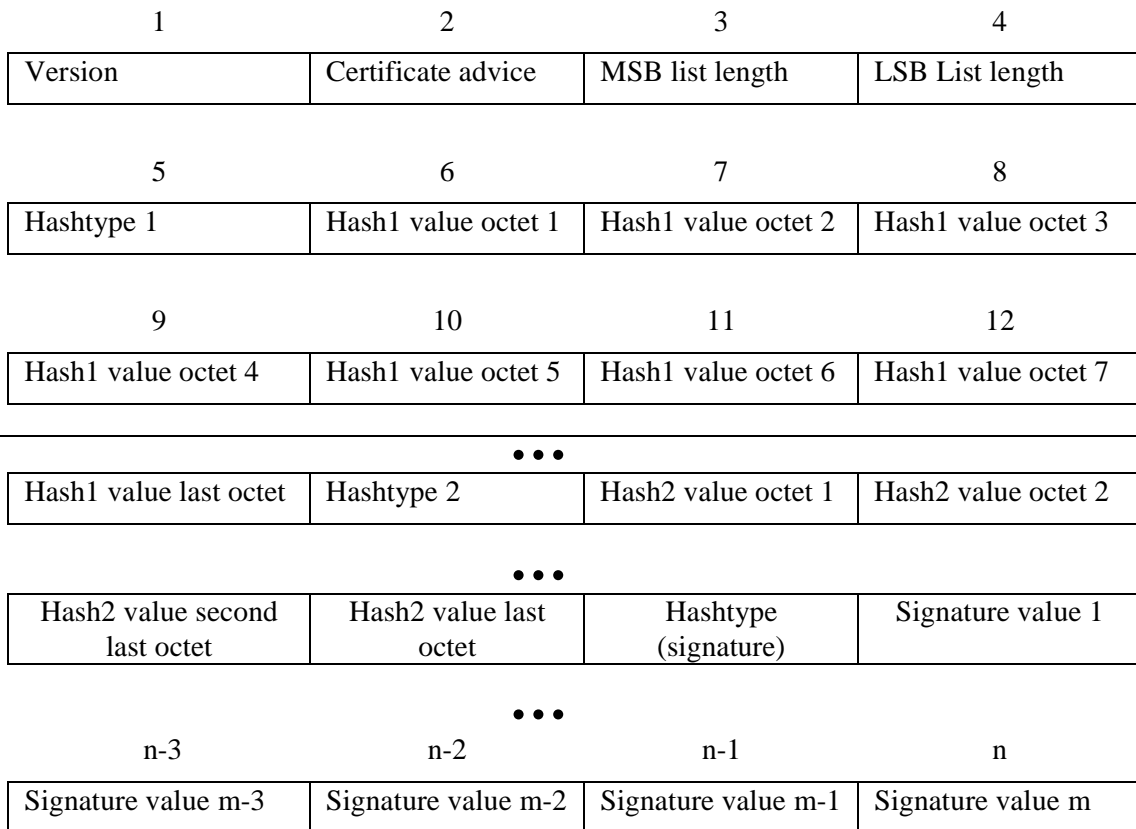 1 2 3 4
Version Certificate advice MSB list length LSB List length
5 6 7 8
Hashtype 1 Hash1 value octet 1 Hash1 value octet 2 Hash1 value octet 3
9 10 11 12
Hash1 value octet 4 Hash1 value octet 5 Hash1 value octet 6 Hash1 value octet 7
•••
Hash1 value last octet Hashtype 2 Hash2 value octet 1 Hash2 value octet 2
•••
Hash2 value second Hash2 value last Hashtype Signature value 1
last octet octet (signature)
•••
n-3 n-2 n-1 n
Signature value m-3 Signature value m-2 Signature value m-1 Signature value m